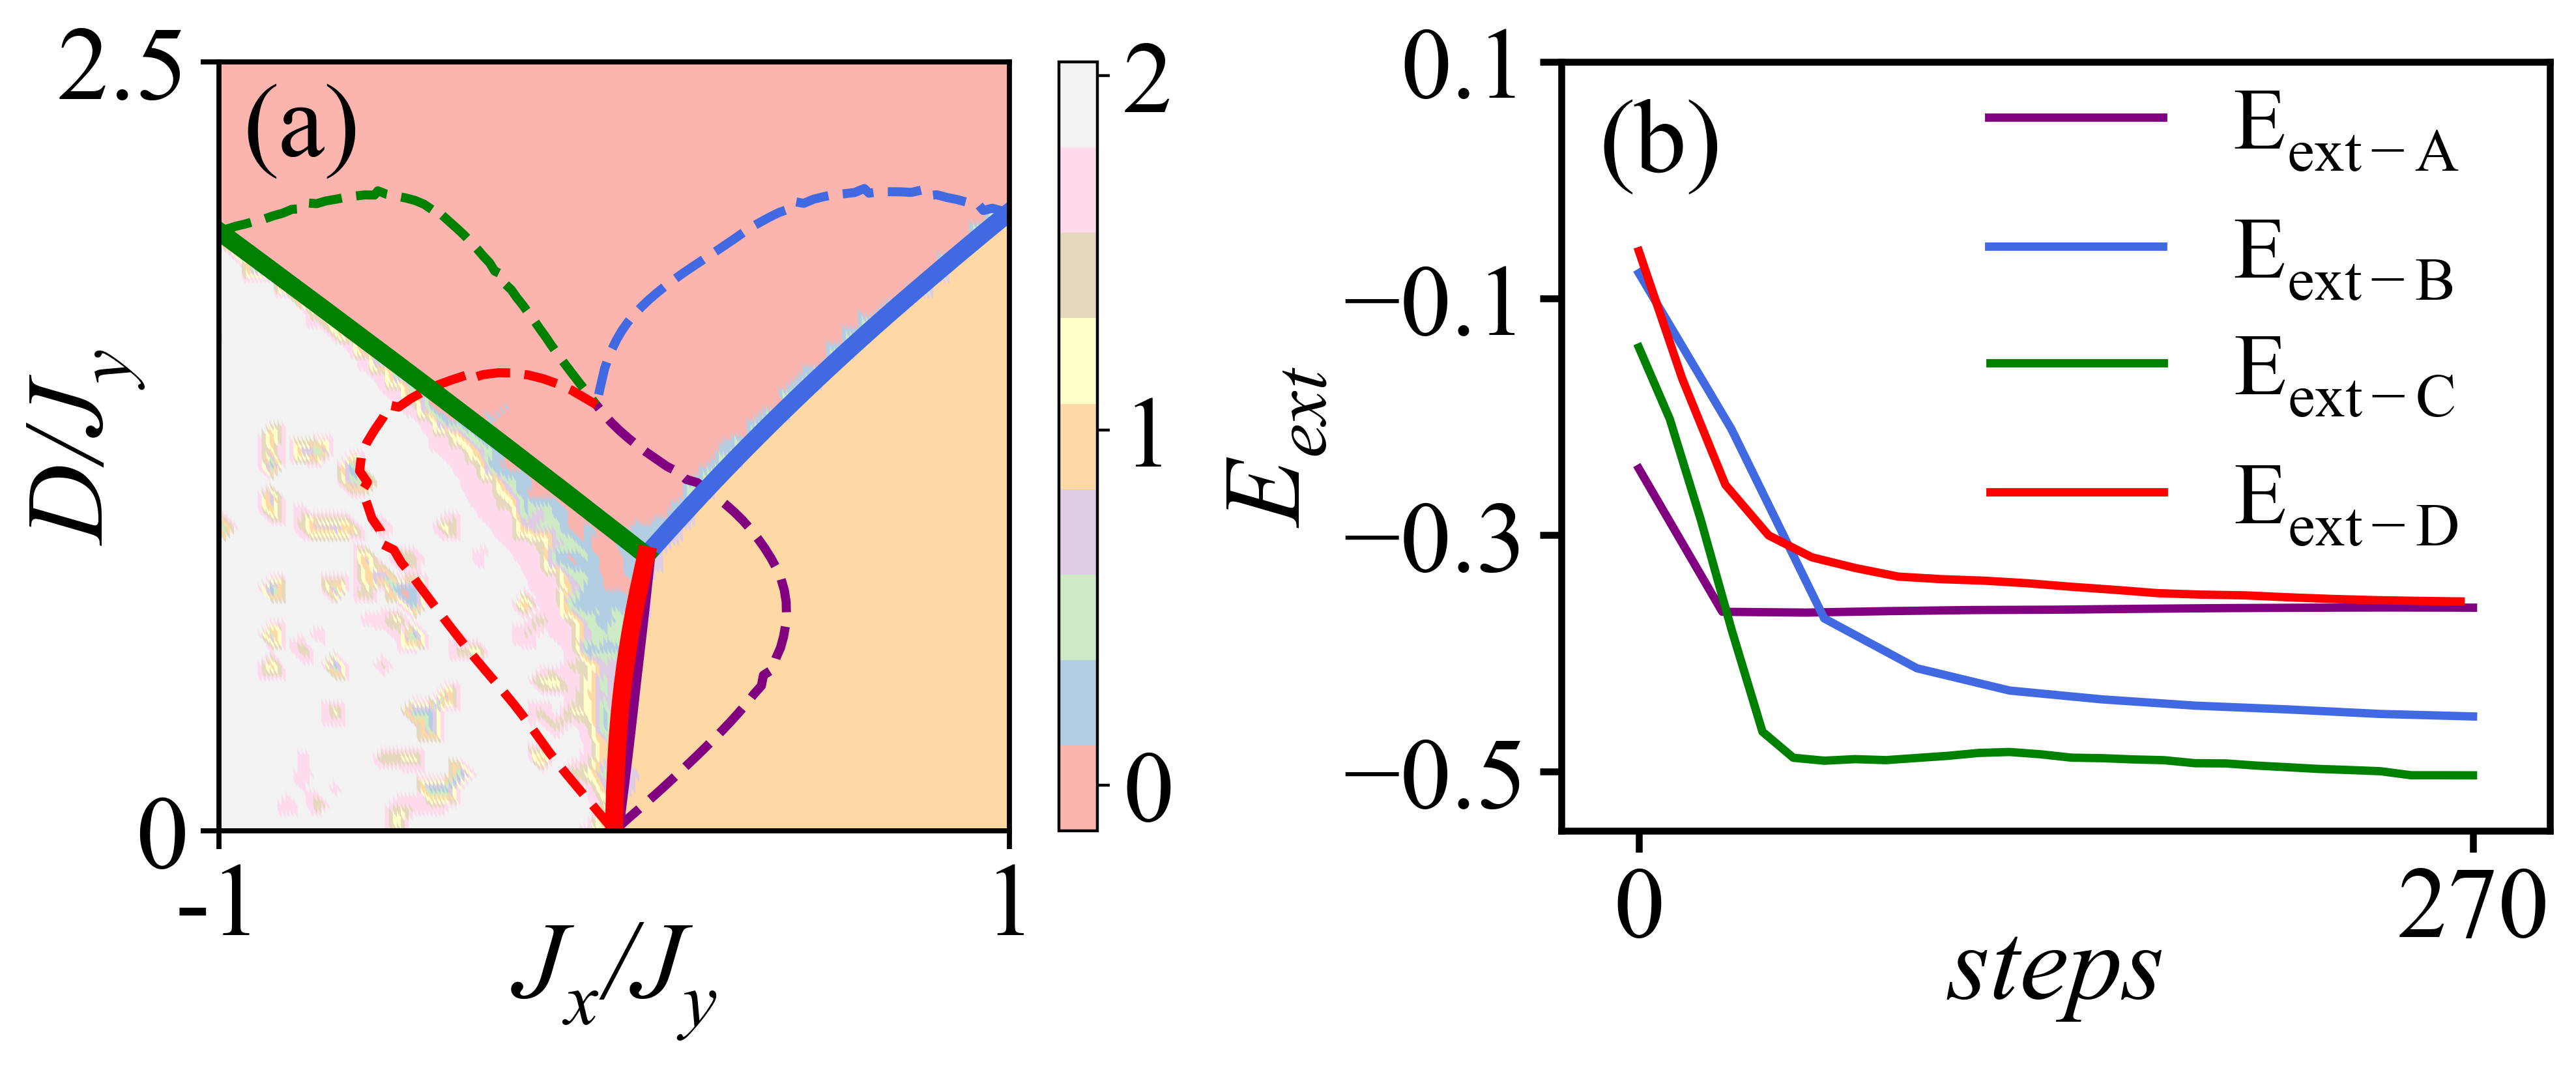 2.5
(a)
D/J_y
0
-1
1
J_x/J_y
2
1
0
0.1
−0.1
−0.3
−0.5
E_ext
(b)
E_ext−A
E_ext−B
E_ext−C
E_ext−D
0
270
steps